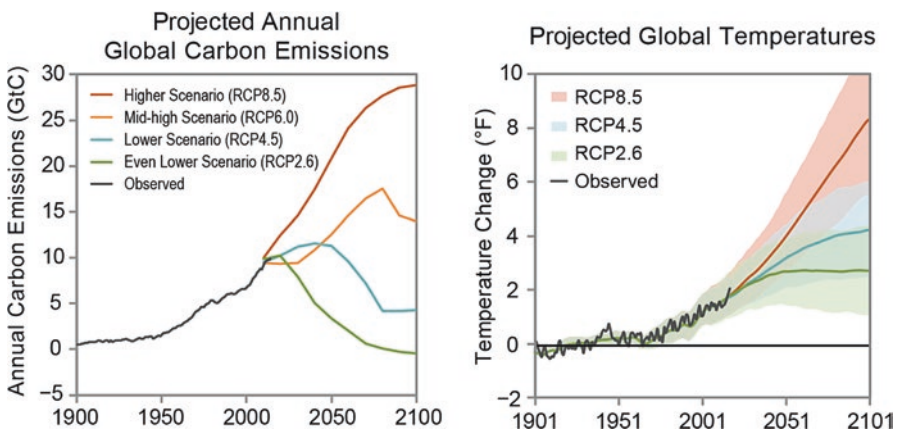 Projected Annual
Global Carbon Emissions
Annual Carbon Emissions (GtC)
30
25
20
15
10
5
0
−5
Higher Scenario (RCP8.5)
Mid-high Scenario (RCP6.0)
Lower Scenario (RCP4.5)
Even Lower Scenario (RCP2.6)
Observed
1900 1950 2000 2050 2100
Projected Global Temperatures
Temperature Change (°F)
10
8
6
4
2
0
−2
RCP8.5
RCP4.5
RCP2.6
Observed
1901 1951 2001 2051 2101